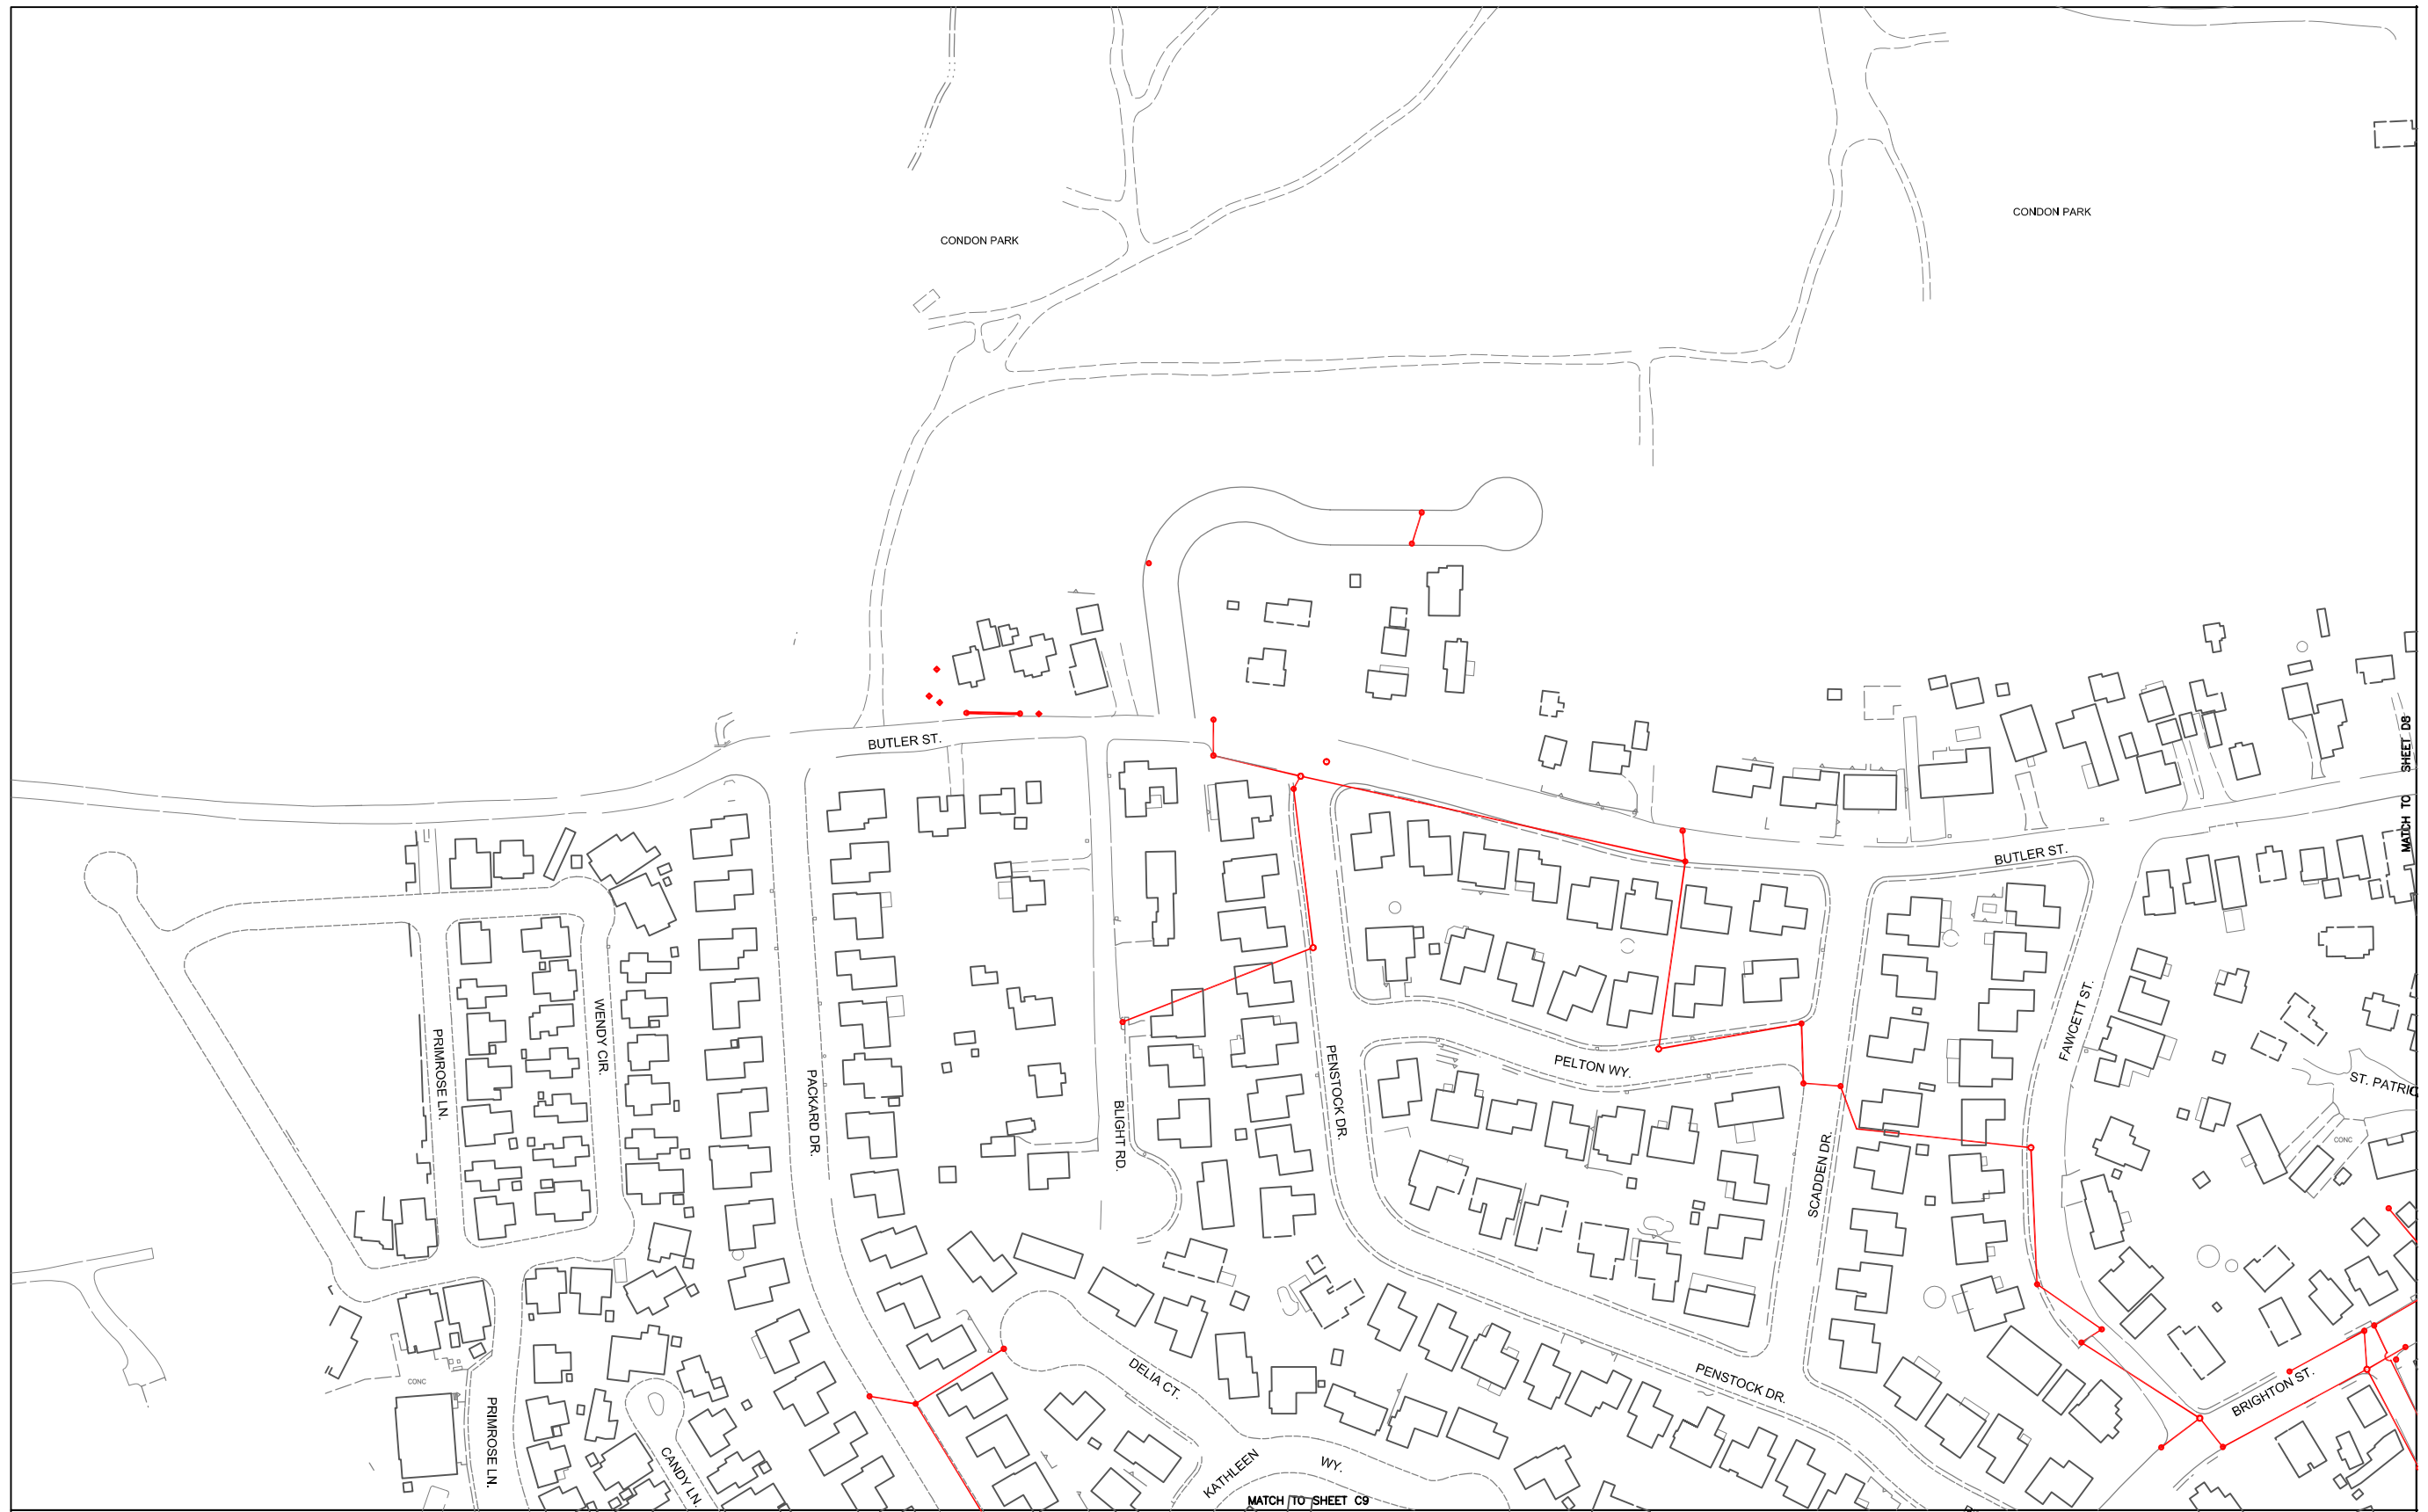 CONDON PARK
CONDON PARK
BUTLER ST.
MATCH TO SHEET D8
BUTLER ST.
PRIMROSE LN.
WENDY CIR.
PACKARD DR.
BLIGHT RD.
PENSTOCK DR.
PELTON WY.
SCADDEN DR.
FAWCETT ST.
ST. PATRIC
CONC
CONC
PRIMROSE LN.
CANDY LN.
DELIA CT.
KATHLEEN
WY.
PENSTOCK DR.
BRIGHTON ST.
MATCH TO SHEET C9